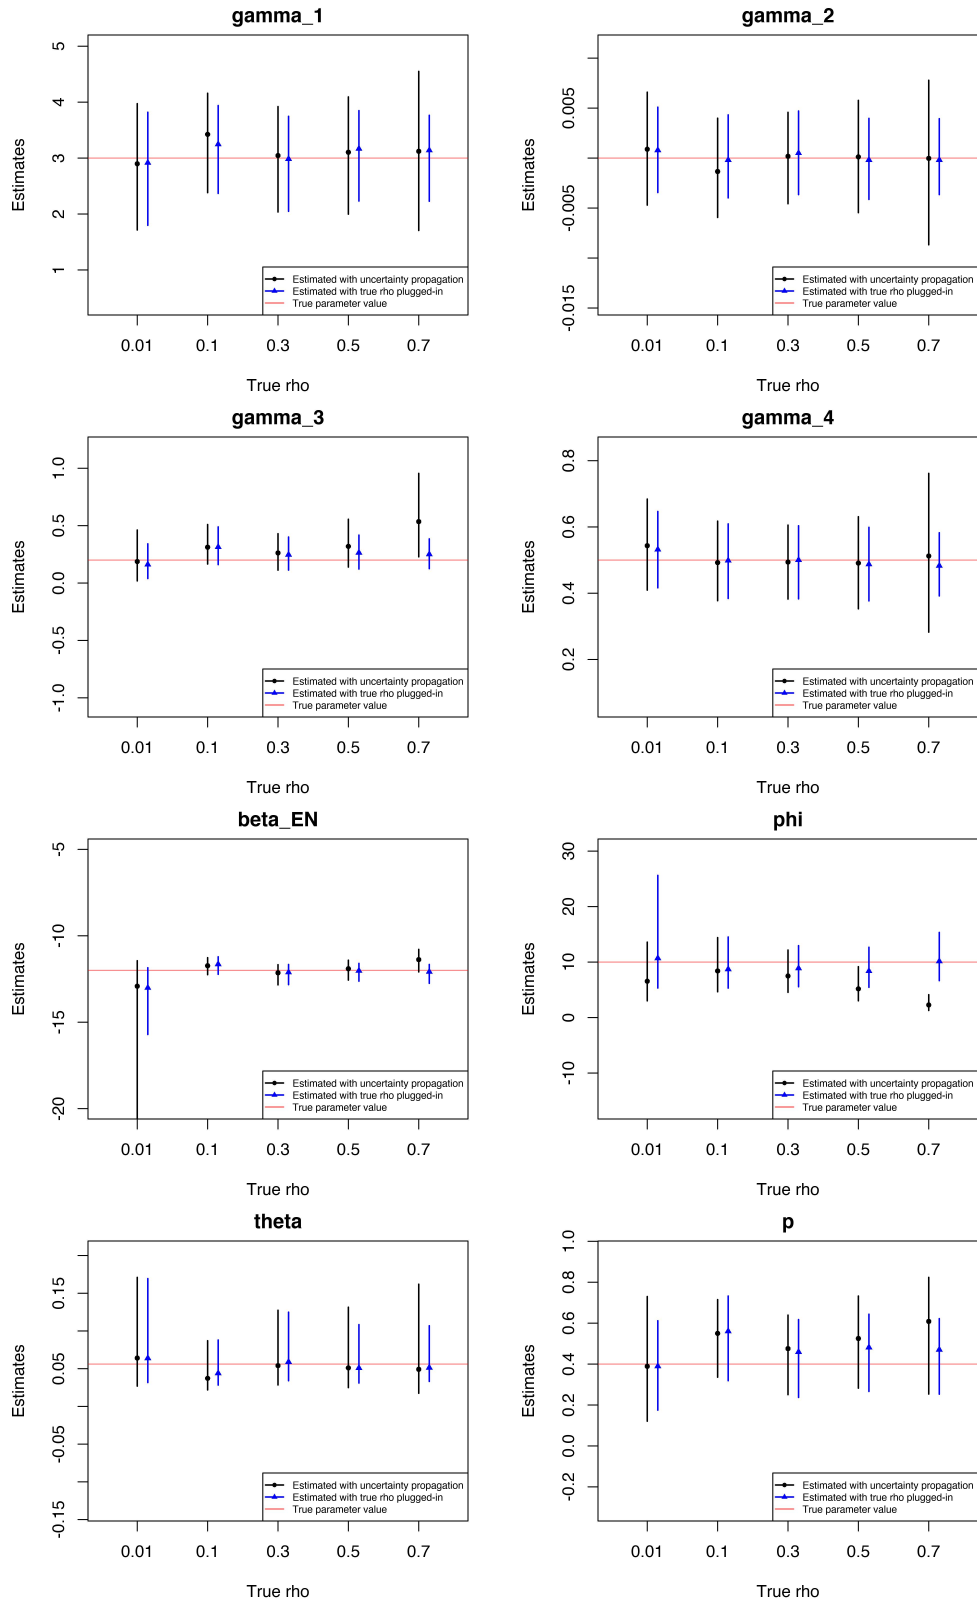 gamma_1
Estimates
5
4
3
2
1
Estimated with uncertainty propagation
Estimated with true rho plugged-in
True parameter value
0.01 0.1 0.3 0.5 0.7
True rho
gamma_2
Estimates
0.005
-0.005
-0.015
Estimated with uncertainty propagation
Estimated with true rho plugged-in
True parameter value
0.01 0.1 0.3 0.5 0.7
True rho
gamma_3
Estimates
1.0
0.5
0.0
-0.5
-1.0
Estimated with uncertainty propagation
Estimated with true rho plugged-in
True parameter value
0.01 0.1 0.3 0.5 0.7
True rho
gamma_4
Estimates
0.8
0.6
0.4
0.2
Estimated with uncertainty propagation
Estimated with true rho plugged-in
True parameter value
0.01 0.1 0.3 0.5 0.7
True rho
beta_EN
Estimates
-5
-10
-15
-20
Estimated with uncertainty propagation
Estimated with true rho plugged-in
True parameter value
0.01 0.1 0.3 0.5 0.7
True rho
phi
Estimates
30
20
10
0
-10
Estimated with uncertainty propagation
Estimated with true rho plugged-in
True parameter value
0.01 0.1 0.3 0.5 0.7
True rho
theta
Estimates
0.15
0.05
-0.05
-0.15
Estimated with uncertainty propagation
Estimated with true rho plugged-in
True parameter value
0.01 0.1 0.3 0.5 0.7
True rho
p
Estimates
1.0
0.8
0.6
0.4
0.2
0.0
-0.2
Estimated with uncertainty propagation
Estimated with true rho plugged-in
True parameter value
0.01 0.1 0.3 0.5 0.7
True rho